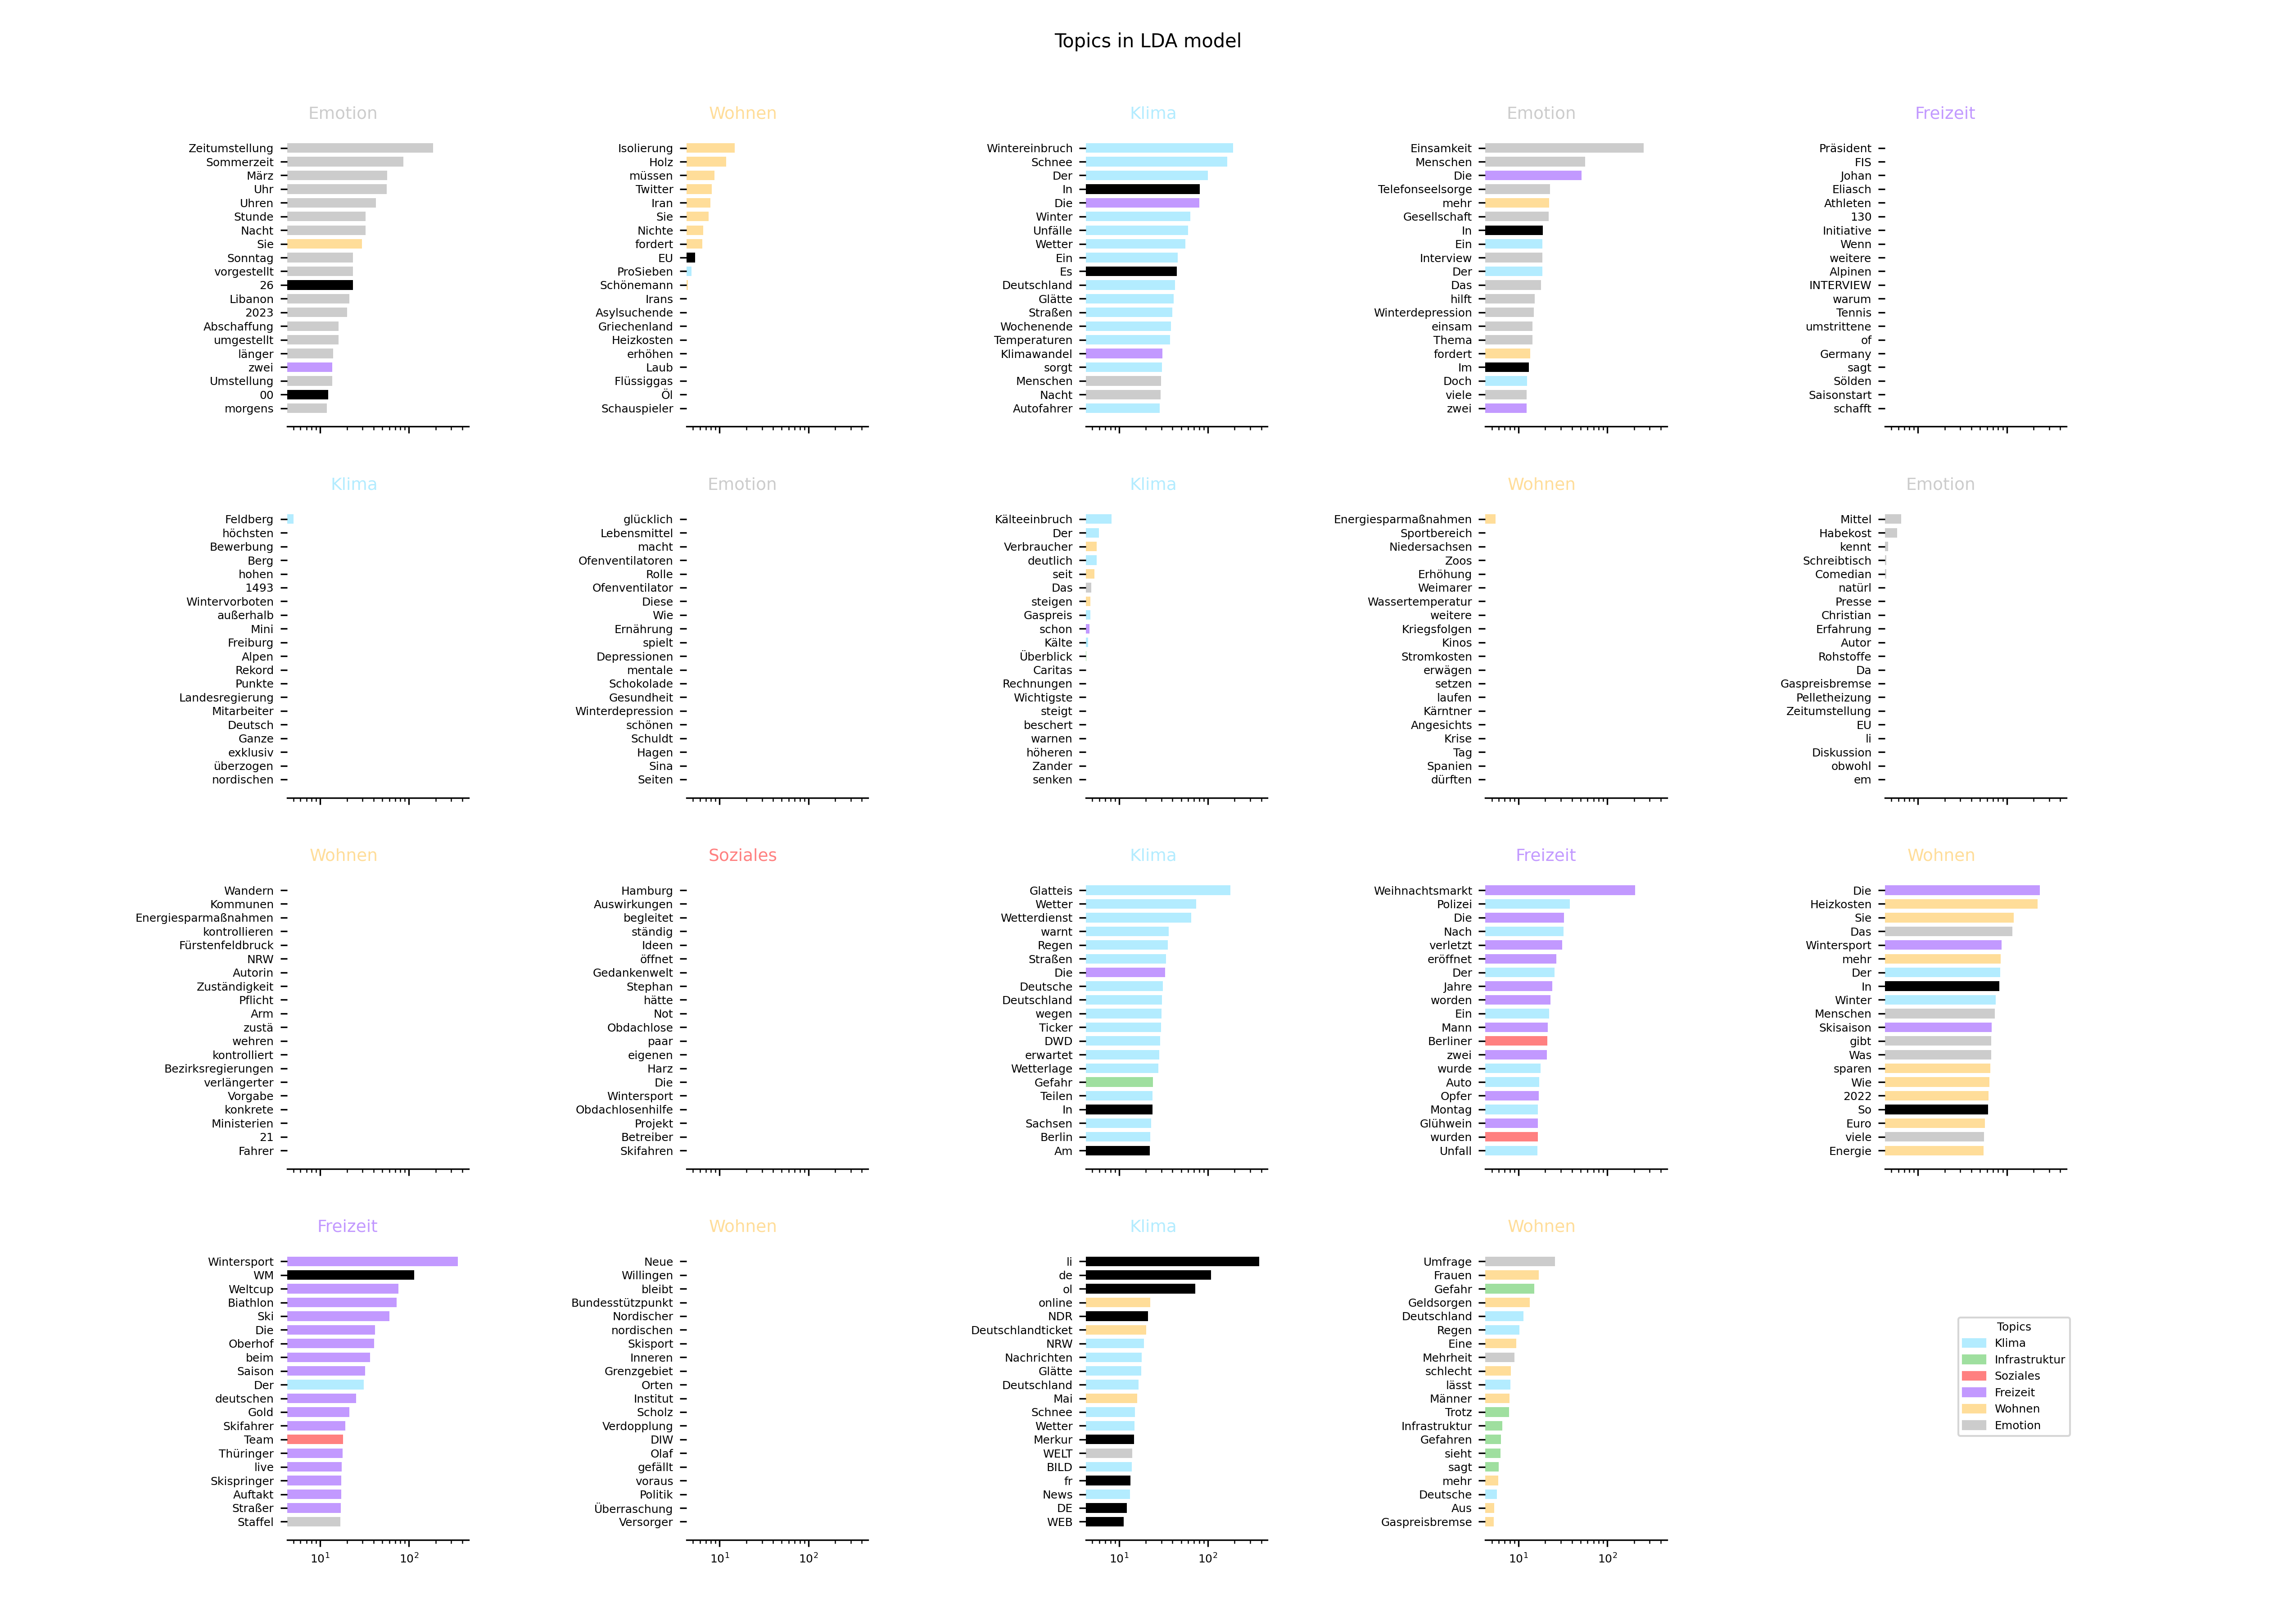 Topics in LDA model
Emotion
Zeitumstellung
Sommerzeit
März
Uhr
Uhren
Stunde
Nacht
Sie
Sonntag
vorgestellt
26
Libanon
2023
Abschaffung
umgestellt
länger
zwei
Umstellung
00
morgens
Wohnen
Isolierung
Holz
müssen
Twitter
Iran
Sie
Nichte
fordert
EU
ProSieben
Schönemann
Irans
Asylsuchende
Griechenland
Heizkosten
erhöhen
Laub
Flüssiggas
Öl
Schauspieler
Klima
Wintereinbruch
Schnee
Der
In
Die
Winter
Unfälle
Wetter
Ein
Es
Deutschland
Glätte
Straßen
Wochenende
Temperaturen
Klimawandel
sorgt
Menschen
Nacht
Autofahrer
Emotion
Einsamkeit
Menschen
Die
Telefonseelsorge
mehr
Gesellschaft
In
Ein
Interview
Der
Das
hilft
Winterdepression
einsam
Thema
fordert
Im
Doch
viele
zwei
Freizeit
Präsident
FIS
Johan
Eliasch
Athleten
130
Initiative
Wenn
weitere
Alpinen
INTERVIEW
warum
Tennis
umstrittene
of
Germany
sagt
Sölden
Saisonstart
schafft
Klima
Feldberg
höchsten
Bewerbung
Berg
hohen
1493
Wintervorboten
außerhalb
Mini
Freiburg
Alpen
Rekord
Punkte
Landesregierung
Mitarbeiter
Deutsch
Ganze
exklusiv
überzogen
nordischen
Emotion
glücklich
Lebensmittel
macht
Ofenventilatoren
Rolle
Ofenventilator
Diese
Wie
Ernährung
spielt
Depressionen
mentale
Schokolade
Gesundheit
Winterdepression
schönen
Schuldt
Hagen
Sina
Seiten
Klima
Kälteeinbruch
Der
Verbraucher
deutlich
seit
Das
steigen
Gaspreis
schon
Kälte
Überblick
Caritas
Rechnungen
Wichtigste
steigt
beschert
warnen
höheren
Zander
senken
Wohnen
Energiesparmaßnahmen
Sportbereich
Niedersachsen
Zoos
Erhöhung
Weimarer
Wassertemperatur
weitere
Kriegsfolgen
Kinos
Stromkosten
erwägen
setzen
laufen
Kärntner
Angesichts
Krise
Tag
Spanien
dürften
Emotion
Mittel
Habekost
kennt
Schreibtisch
Comedian
natürl
Presse
Christian
Erfahrung
Autor
Rohstoffe
Da
Gaspreisbremse
Pelletheizung
Zeitumstellung
EU
li
Diskussion
obwohl
em
Wohnen
Wandern
Kommunen
Energiesparmaßnahmen
kontrollieren
Fürstenfeldbruck
NRW
Autorin
Zuständigkeit
Pflicht
Arm
zustä
wehren
kontrolliert
Bezirksregierungen
verlängerter
Vorgabe
konkrete
Ministerien
21
Fahrer
Soziales
Hamburg
Auswirkungen
begleitet
ständig
Ideen
öffnet
Gedankenwelt
Stephan
hätte
Not
Obdachlose
paar
eigenen
Harz
Die
Wintersport
Obdachlosenhilfe
Projekt
Betreiber
Skifahren
Klima
Glatteis
Wetter
Wetterdienst
warnt
Regen
Straßen
Die
Deutsche
Deutschland
wegen
Ticker
DWD
erwartet
Wetterlage
Gefahr
Teilen
In
Sachsen
Berlin
Am
Freizeit
Weihnachtsmarkt
Polizei
Die
Nach
verletzt
eröffnet
Der
Jahre
worden
Ein
Mann
Berliner
zwei
wurde
Auto
Opfer
Montag
Glühwein
wurden
Unfall
Wohnen
Die
Heizkosten
Sie
Das
Wintersport
mehr
Der
In
Winter
Menschen
Skisaison
gibt
Was
sparen
Wie
2022
So
Euro
viele
Energie
Freizeit
Wintersport
WM
Weltcup
Biathlon
Ski
Die
Oberhof
beim
Saison
Der
deutschen
Gold
Skifahrer
Team
Thüringer
live
Skispringer
Auftakt
Straßer
Staffel
10¹ 10²
Wohnen
Neue
Willingen
bleibt
Bundesstützpunkt
Nordischer
nordischen
Skisport
Inneren
Grenzgebiet
Orten
Institut
Scholz
Verdopplung
DIW
Olaf
gefällt
voraus
Politik
Überraschung
Versorger
10¹ 10²
Klima
li
de
ol
online
NDR
Deutschlandticket
NRW
Nachrichten
Glätte
Deutschland
Mai
Schnee
Wetter
Merkur
WELT
BILD
fr
News
DE
WEB
10¹ 10²
Wohnen
Umfrage
Frauen
Gefahr
Geldsorgen
Deutschland
Regen
Eine
Mehrheit
schlecht
lässt
Männer
Trotz
Infrastruktur
Gefahren
sieht
sagt
mehr
Deutsche
Aus
Gaspreisbremse
10¹ 10²
Topics
Klima
Infrastruktur
Soziales
Freizeit
Wohnen
Emotion